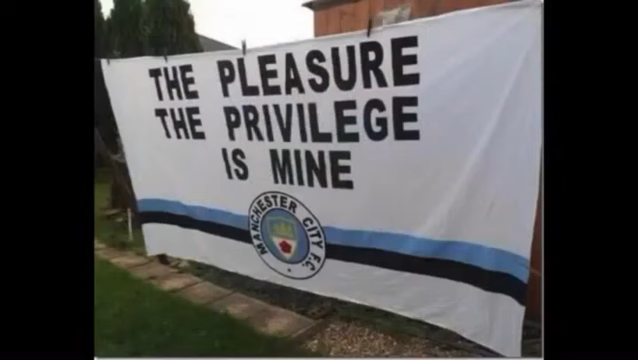 THE PLEASURE
THE PRIVILEGE
IS MINE
MANCHESTER CITY F.C.